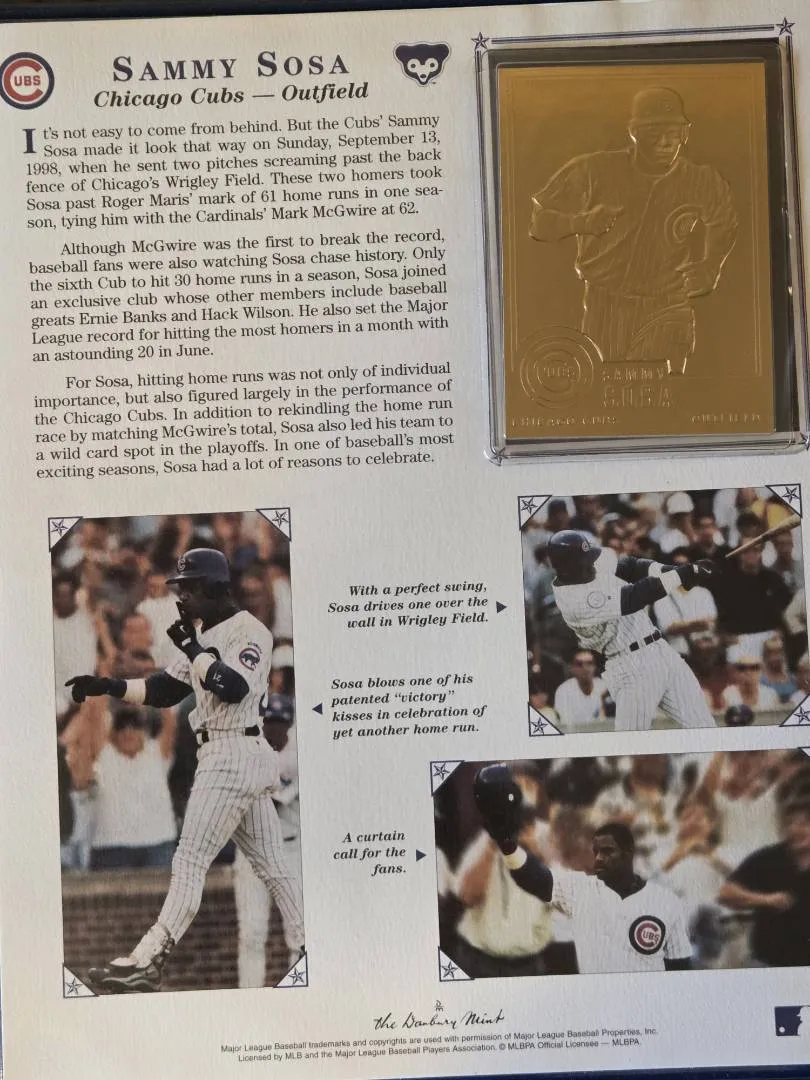 CUBS
SAMMY SOSA
Chicago Cubs — Outfield
It's not easy to come from behind. But the Cubs' Sammy
Sosa made it look that way on Sunday, September 13,
1998, when he sent two pitches screaming past the back
fence of Chicago's Wrigley Field. These two homers took
Sosa past Roger Maris' mark of 61 home runs in one sea-
son, tying him with the Cardinals' Mark McGwire at 62.
Although McGwire was the first to break the record,
baseball fans were also watching Sosa chase history. Only
the sixth Cub to hit 30 home runs in a season, Sosa joined
an exclusive club whose other members include baseball
greats Ernie Banks and Hack Wilson. He also set the Major
League record for hitting the most homers in a month with
an astounding 20 in June.
For Sosa, hitting home runs was not only of individual
importance, but also figured largely in the performance of
the Chicago Cubs. In addition to rekindling the home run
race by matching McGwire's total, Sosa also led his team to
a wild card spot in the playoffs. In one of baseball's most
exciting seasons, Sosa had a lot of reasons to celebrate.
CUBS
SAMMY
SOSA
CHICAGO CUBS
OUTFIELD
With a perfect swing,
Sosa drives one over the
wall in Wrigley Field.
Sosa blows one of his
patented "victory"
kisses in celebration of
yet another home run.
21
A curtain
call for the
fans.
CUBS
the Danbury Mint
Major League Baseball trademarks and copyrights are used with permission of Major League Baseball Properties, Inc.
Licensed by MLB and the Major League Baseball Players Association. © MLBPA Official Licensee — MLBPA.